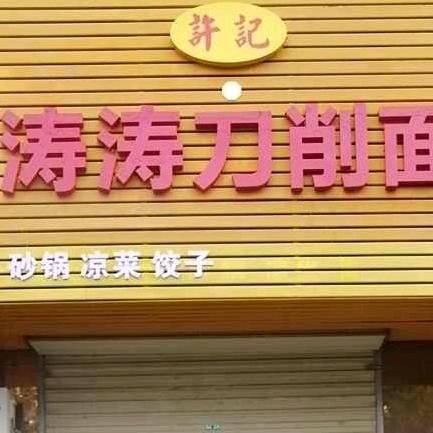 許記
涛涛刀削面
砂锅 凉菜 饺子